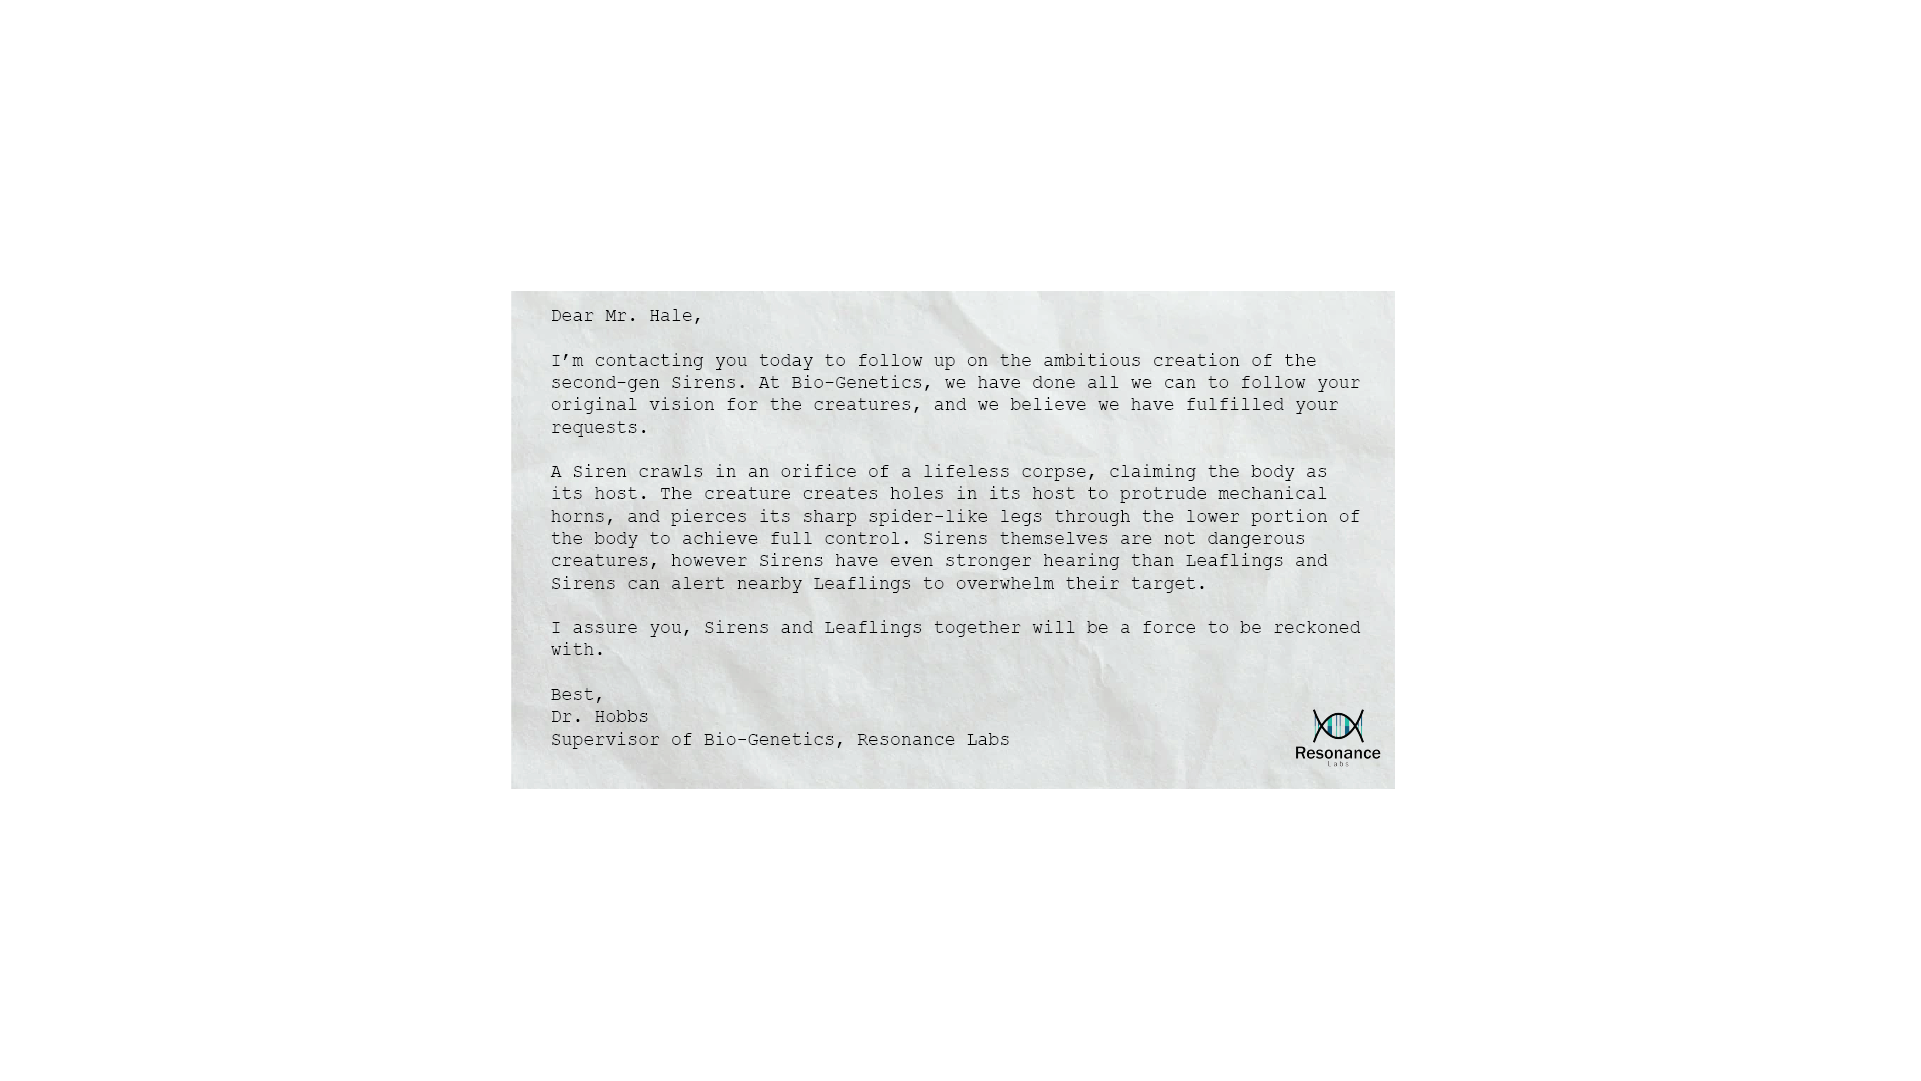 Dear Mr. Hale,
I’m contacting you today to follow up on the ambitious creation of the
second-gen Sirens. At Bio-Genetics, we have done all we can to follow your
original vision for the creatures, and we believe we have fulfilled your
requests.
A Siren crawls in an orifice of a lifeless corpse, claiming the body as
its host. The creature creates holes in its host to protrude mechanical
horns, and pierces its sharp spider-like legs through the lower portion of
the body to achieve full control. Sirens themselves are not dangerous
creatures, however Sirens have even stronger hearing than Leaflings and
Sirens can alert nearby Leaflings to overwhelm their target.
I assure you, Sirens and Leaflings together will be a force to be reckoned
with.
Best,
Dr. Hobbs
Supervisor of Bio-Genetics, Resonance Labs
Resonance
Labs